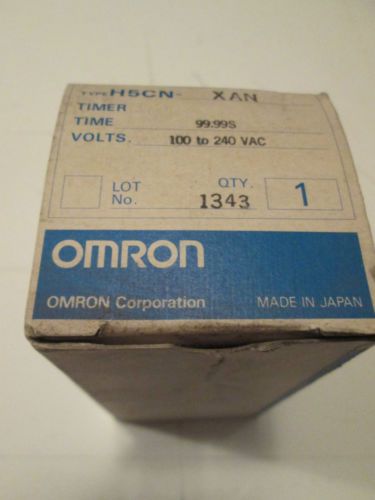 TYPE H5CN- XAN
TIMER
TIME 99.99S
VOLTS. 100 to 240 VAC
LOT No. 1343 QTY. 1
OMRON
OMRON Corporation MADE IN JAPAN